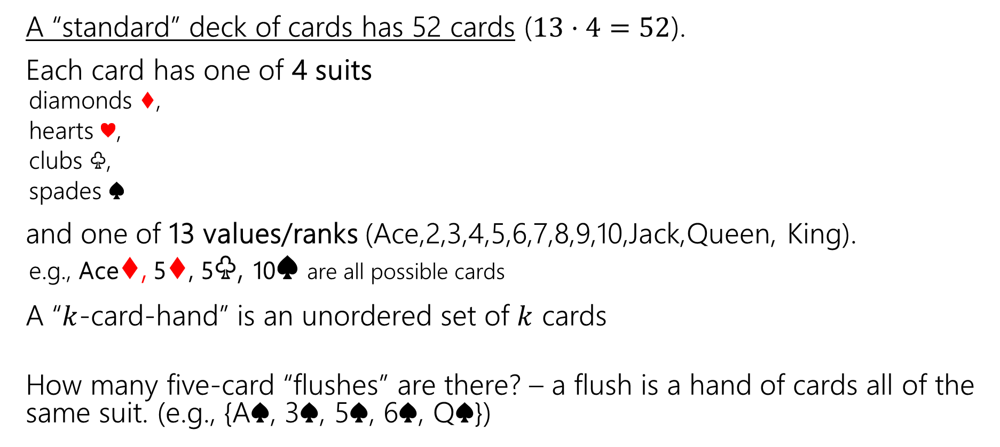 A “standard” deck of cards has 52 cards (13 · 4 = 52).
Each card has one of 4 suits
diamonds ♦,
hearts ♥,
clubs ♧,
spades ♠
and one of 13 values/ranks (Ace,2,3,4,5,6,7,8,9,10,Jack,Queen, King).
e.g., Ace♦, 5♦, 5♧, 10♠ are all possible cards
A “k-card-hand” is an unordered set of k cards
How many five-card “flushes” are there? – a flush is a hand of cards all of the
same suit. (e.g., {A♠, 3♠, 5♠, 6♠, Q♠})